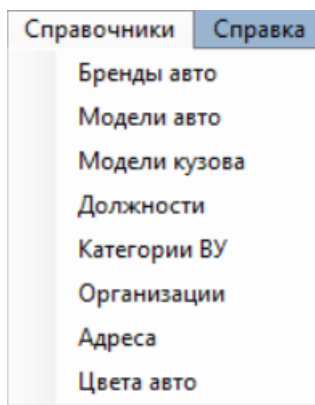 Справочники Справка
Бренды авто
Модели авто
Модели кузова
Должности
Категории ВУ
Организации
Адреса
Цвета авто